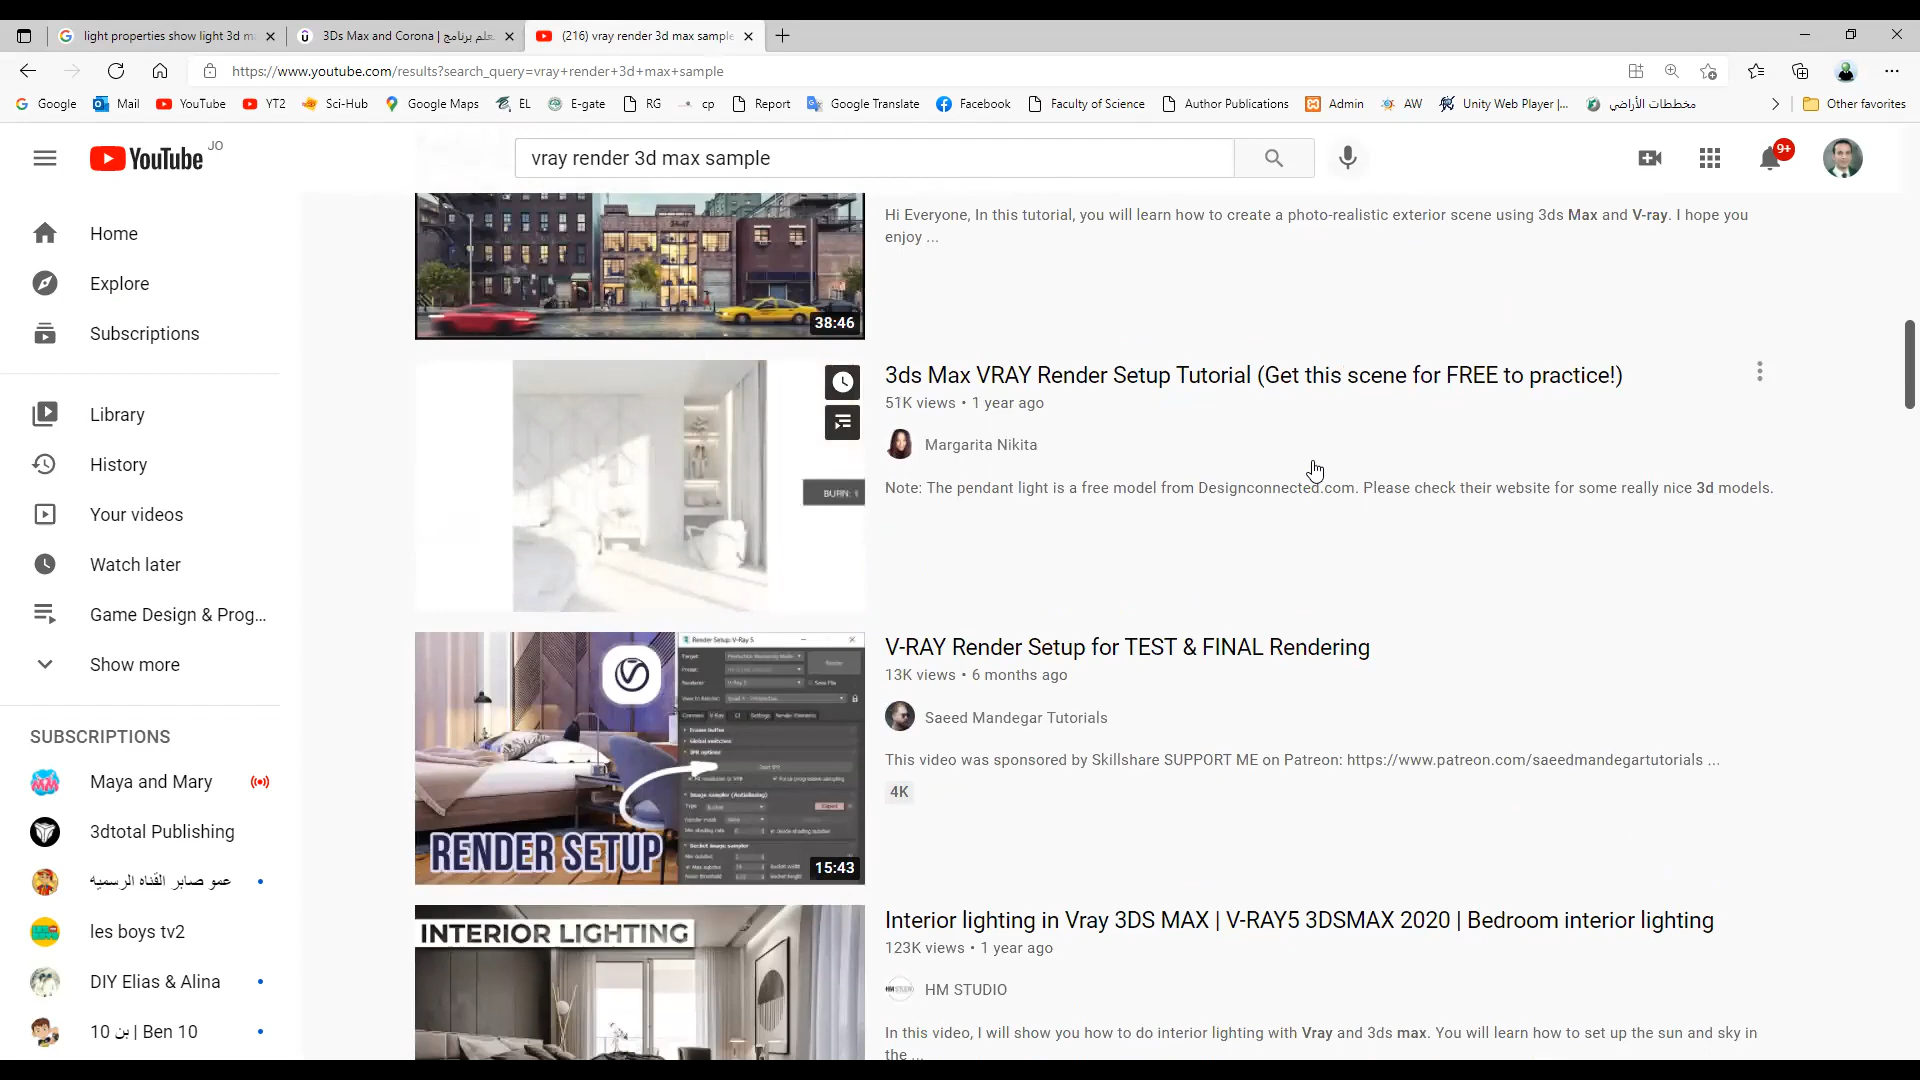 light properties show light 3d m
3Ds Max and Corona | تعلم برنامج
(216) vray render 3d max sample
https://www.youtube.com/results?search_query=vray+render+3d+max+sample
Google
Mail
YouTube
YT2
Sci-Hub
Google Maps
EL
E-gate
RG
cp
Report
Google Translate
Facebook
Faculty of Science
Author Publications
Admin
AW
Unity Web Player |...
مخططات الأراضي
Other favorites
YouTube JO
vray render 3d max sample
9+
Home
Explore
Subscriptions
Library
History
Your videos
Watch later
Game Design & Prog...
Show more
SUBSCRIPTIONS
Maya and Mary
3dtotal Publishing
عمو صابر القناه الرسميه
les boys tv2
DIY Elias & Alina
بن 10 | Ben 10
Hi Everyone, In this tutorial, you will learn how to create a photo-realistic exterior scene using 3ds Max and V-ray. I hope you
enjoy ...
38:46
3ds Max VRAY Render Setup Tutorial (Get this scene for FREE to practice!)
51K views • 1 year ago
Margarita Nikita
Note: The pendant light is a free model from Designconnected.com. Please check their website for some really nice 3d models.
V-RAY Render Setup for TEST & FINAL Rendering
13K views • 6 months ago
Saeed Mandegar Tutorials
This video was sponsored by Skillshare SUPPORT ME on Patreon: https://www.patreon.com/saeedmandegartutorials ...
4K
Render Setup: V-Ray 5
RENDER SETUP
15:43
INTERIOR LIGHTING
Interior lighting in Vray 3DS MAX | V-RAY5 3DSMAX 2020 | Bedroom interior lighting
123K views • 1 year ago
HM STUDIO
In this video, I will show you how to do interior lighting with Vray and 3ds max. You will learn how to set up the sun and sky in
the ...